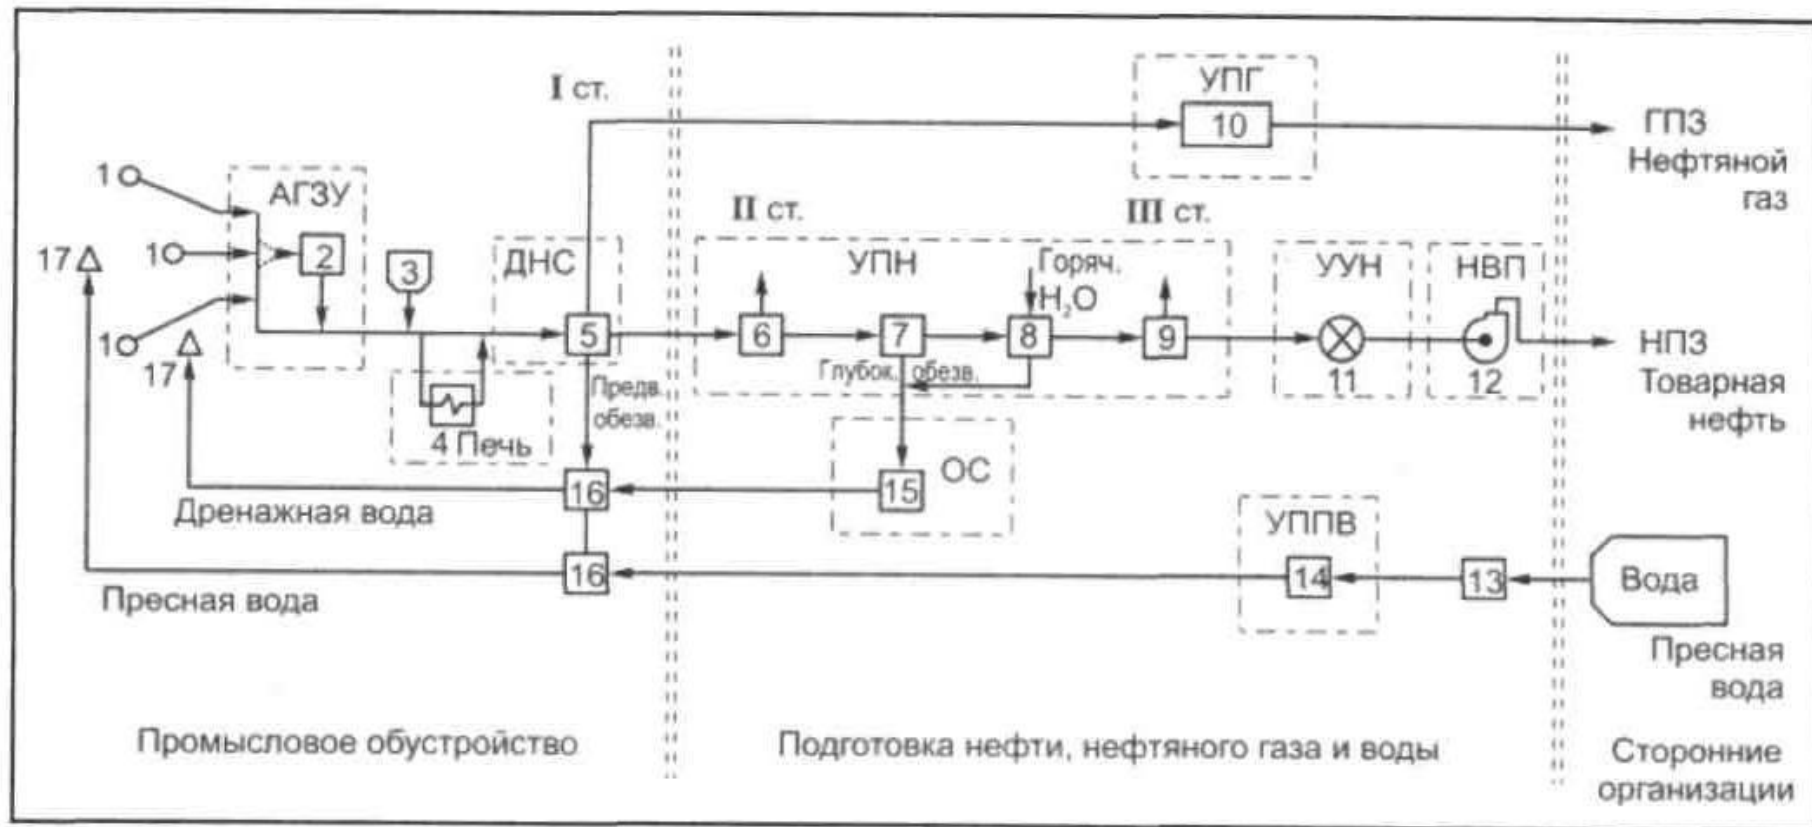 I ст.
УПГ
10
ГПЗ
Нефтяной
газ
1
АГЗУ
II ст.
III ст.
17
1
2
3
ДНС
УПН
Горяч.
H₂O
УУН
НВП
1
17
5
6
7
8
9
11
12
НПЗ
Товарная
нефть
Глубок. обезв.
Предв.
обезв.
4 Печь
16
15
ОС
Дренажная вода
УППВ
16
14
13
Вода
Пресная вода
Пресная
вода
Промысловое обустройство
Подготовка нефти, нефтяного газа и воды
Сторонние
организации